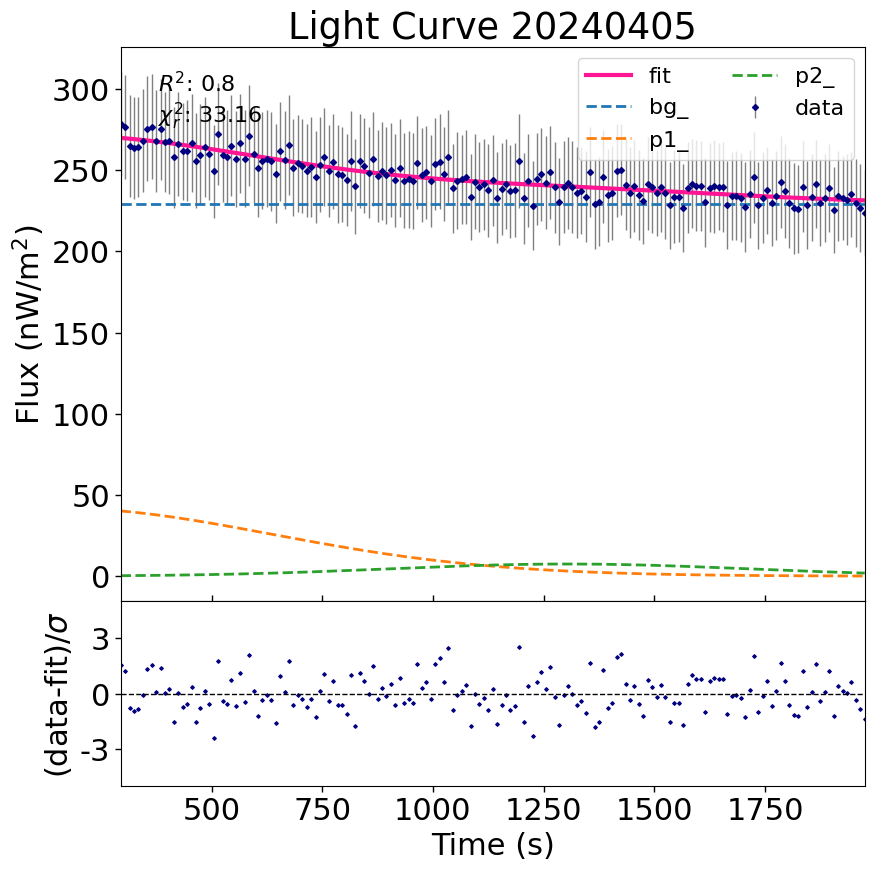 Light Curve 20240405
R²: 0.8
χ²ᵣ: 33.16
fit
bg_
p1_
p2_
data
Flux (nW/m²)
300
250
200
150
100
50
0
(data-fit)/σ
3
0
-3
500 750 1000 1250 1500 1750
Time (s)